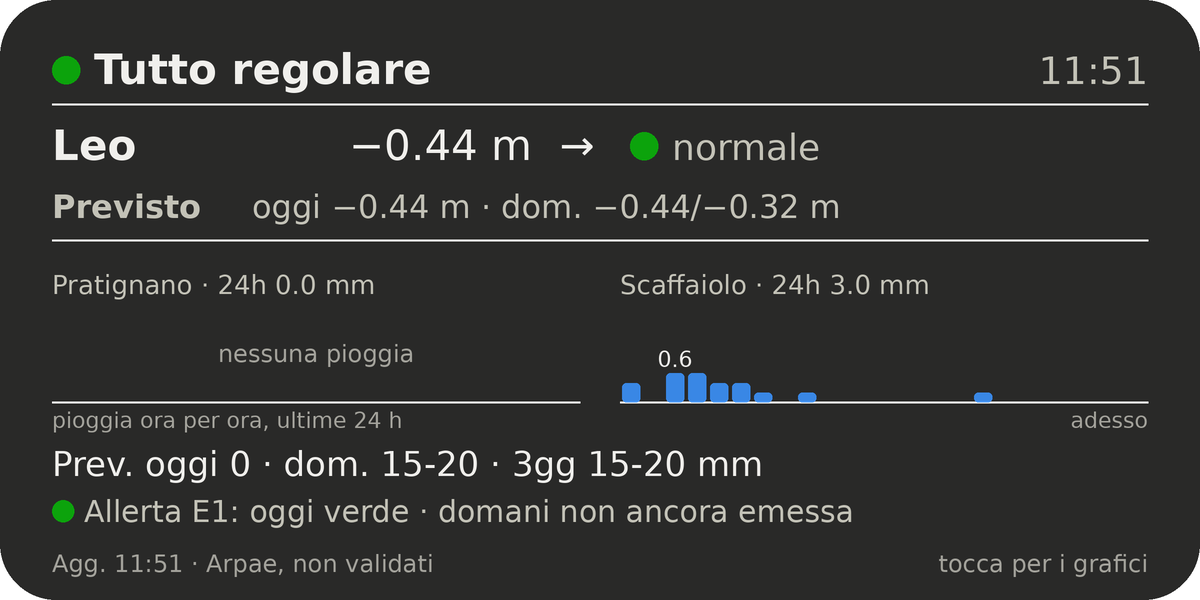 Tutto regolare 11:51
Leo −0.44 m → normale
Previsto oggi −0.44 m · dom. −0.44/−0.32 m
Pratignano · 24h 0.0 mm
nessuna pioggia
Scaffaiolo · 24h 3.0 mm
0.6
pioggia ora per ora, ultime 24 h
adesso
Prev. oggi 0 · dom. 15-20 · 3gg 15-20 mm
Allerta E1: oggi verde · domani non ancora emessa
Agg. 11:51 · Arpae, non validati
tocca per i grafici